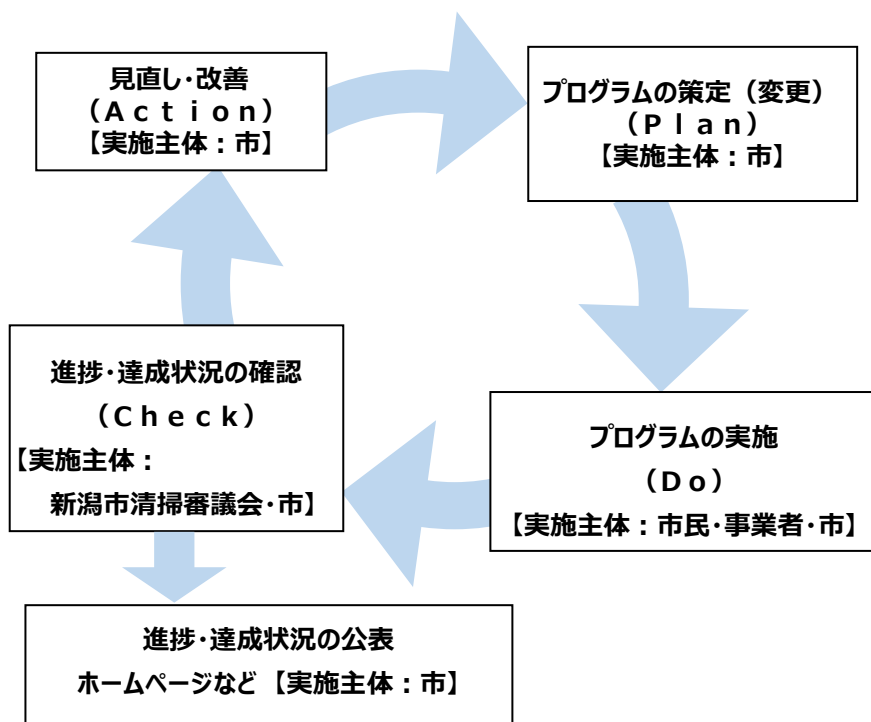 見直し・改善
（Ａｃｔｉｏｎ）
【実施主体：市】
プログラムの策定（変更）
（Ｐｌａｎ）
【実施主体：市】
進捗・達成状況の確認
（Ｃｈｅｃｋ）
【実施主体：
新潟市清掃審議会・市】
プログラムの実施
（Ｄｏ）
【実施主体：市民・事業者・市】
進捗・達成状況の公表
ホームページなど【実施主体：市】